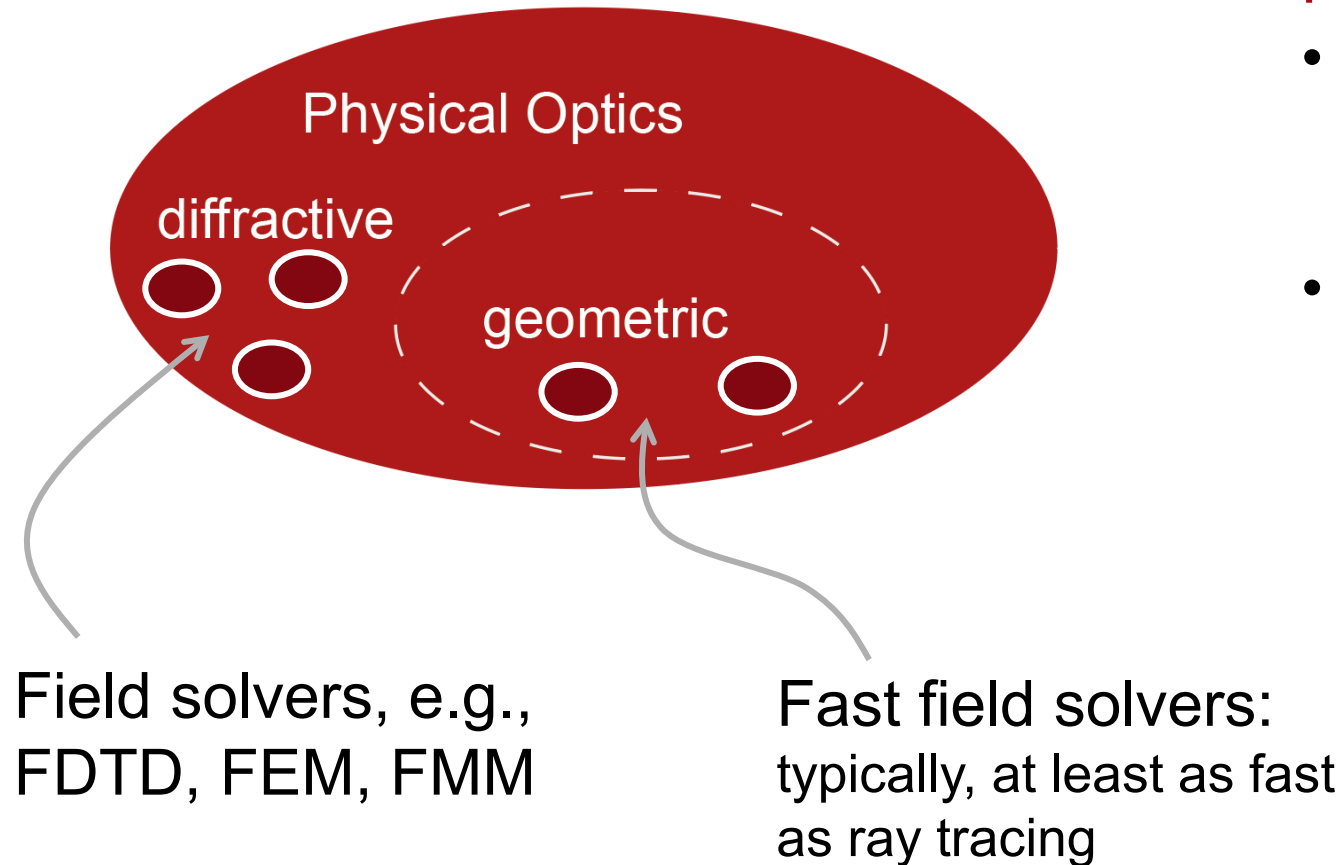 Physical Optics
diffractive
geometric
•
•
Field solvers, e.g.,
FDTD, FEM, FMM
Fast field solvers:
typically, at least as fast
as ray tracing